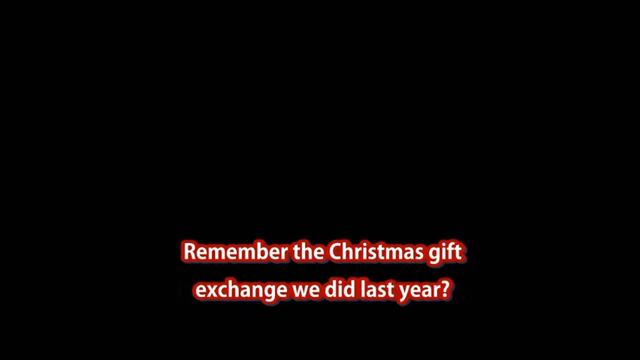 Remember the Christmas gift
exchange we did last year?